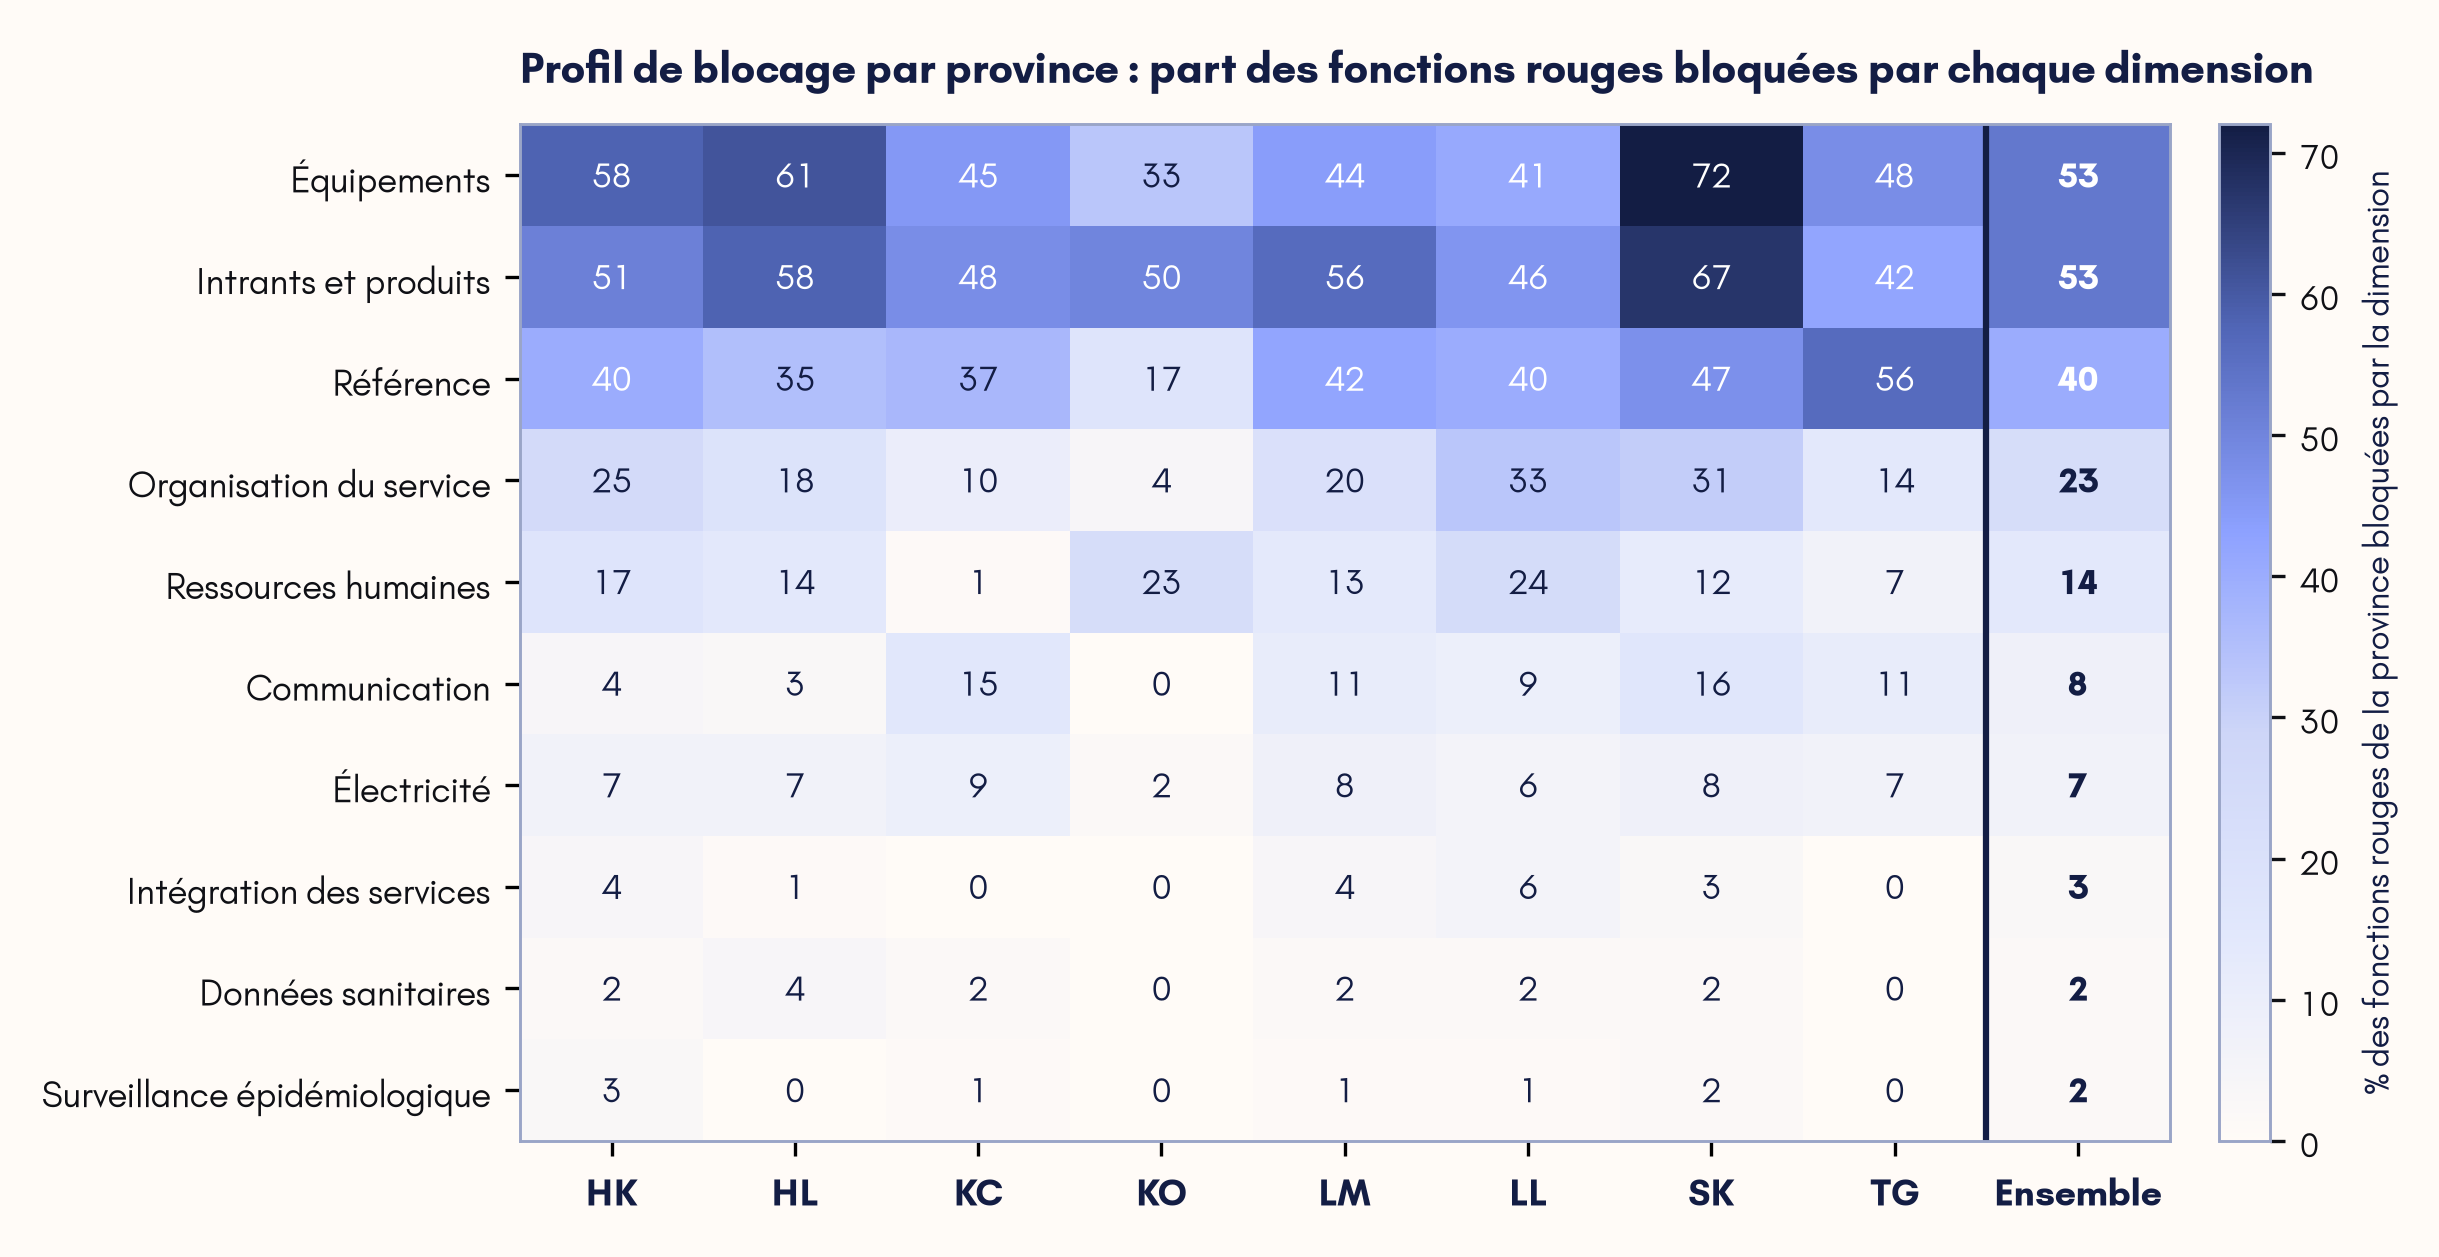 Profil de blocage par province : part des fonctions rouges bloquées par chaque dimension
Équipements 58 61 45 33 44 41 72 48 53
Intrants et produits 51 58 48 50 56 46 67 42 53
Référence 40 35 37 17 42 40 47 56 40
Organisation du service 25 18 10 4 20 33 31 14 23
Ressources humaines 17 14 1 23 13 24 12 7 14
Communication 4 3 15 0 11 9 16 11 8
Électricité 7 7 9 2 8 6 8 7 7
Intégration des services 4 1 0 0 4 6 3 0 3
Données sanitaires 2 4 2 0 2 2 2 0 2
Surveillance épidémiologique 3 0 1 0 1 1 2 0 2
HK HL KC KO LM LL SK TG Ensemble
70
60
50
40
30
20
10
0
% des fonctions rouges de la province bloquées par la dimension